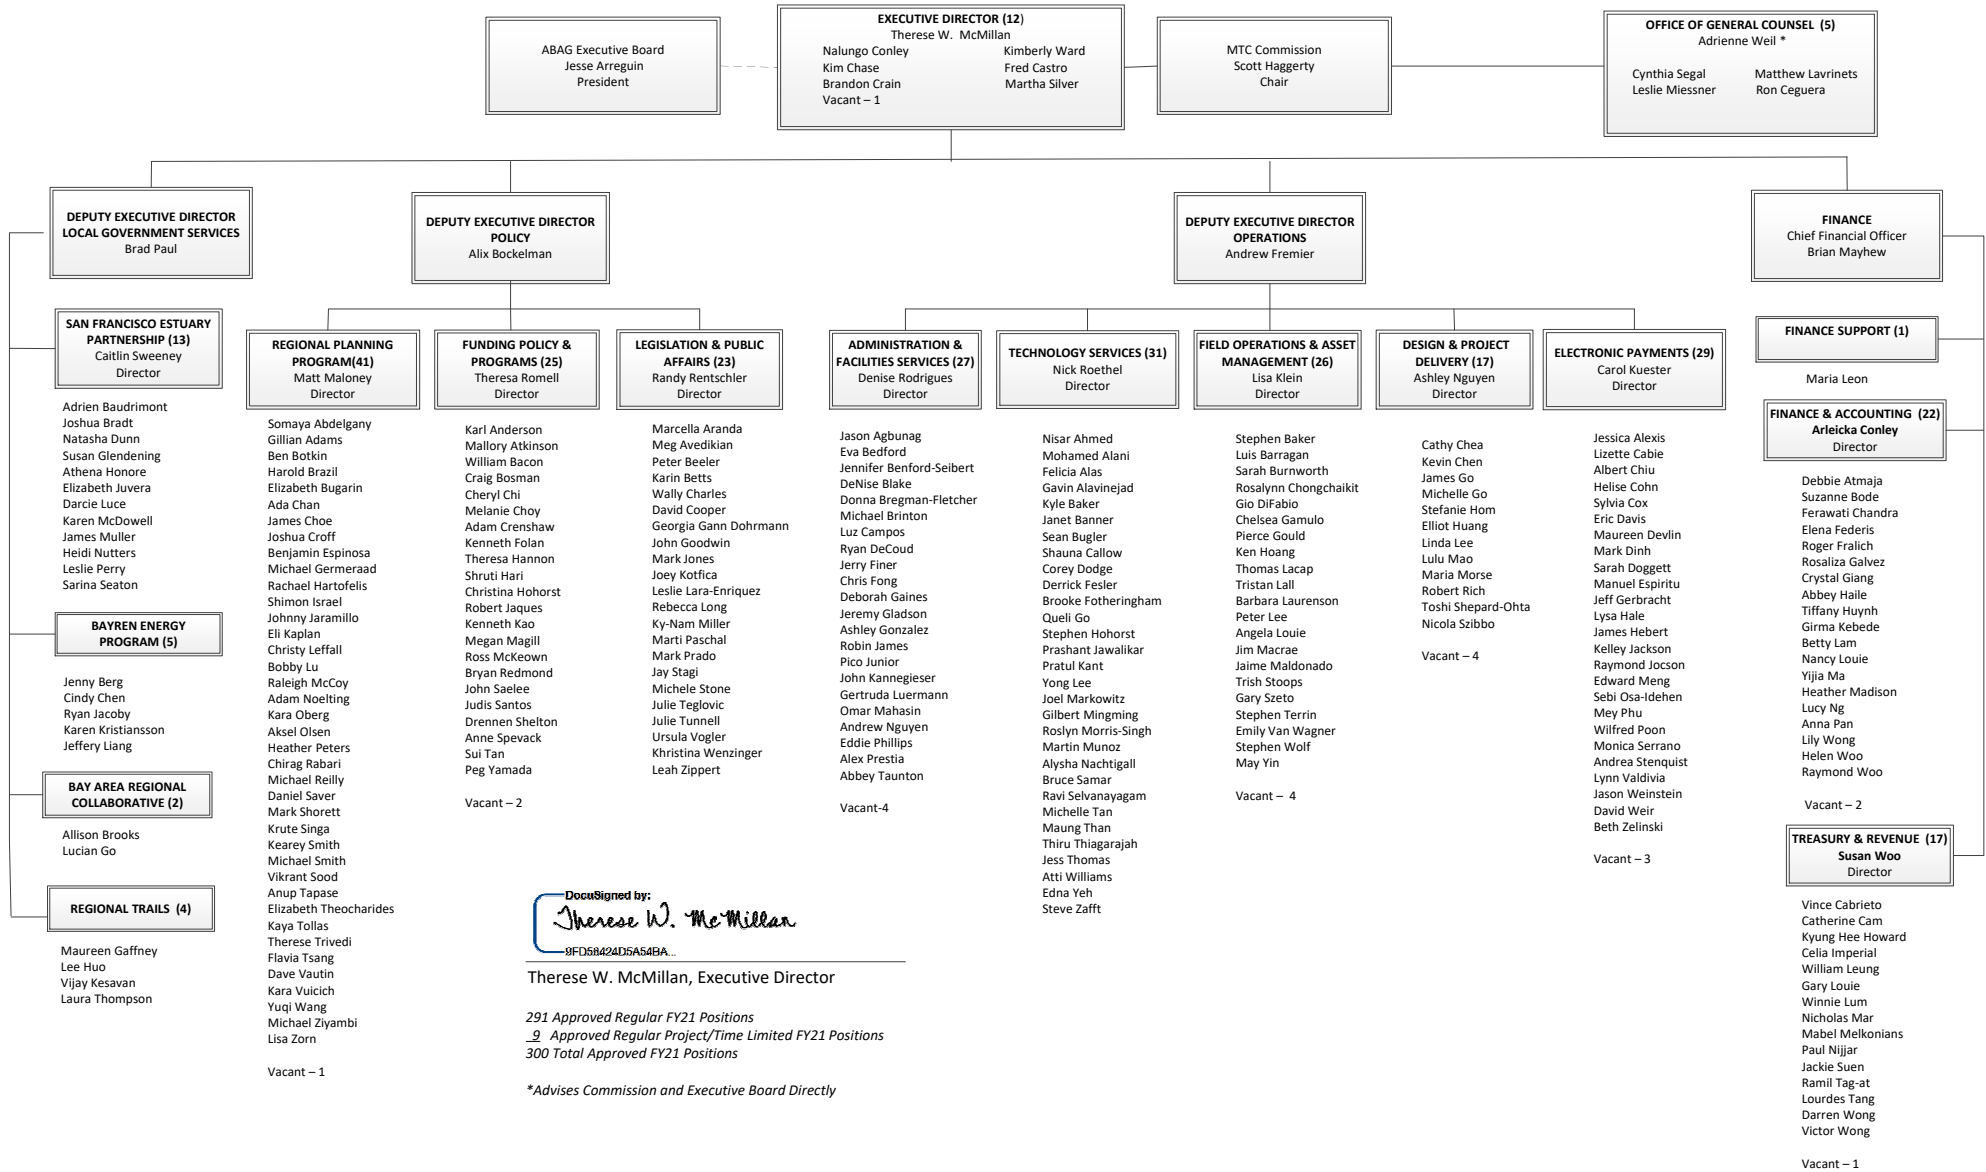 ABAG Executive Board
Jesse Arreguin
President
EXECUTIVE DIRECTOR (12)
Therese W.  McMillan
Nalungo Conley
Kim Chase
Brandon Crain
Vacant – 1
Kimberly Ward
Fred Castro
Martha Silver
MTC Commission
Scott Haggerty
Chair
OFFICE OF GENERAL COUNSEL  (5)
Adrienne Weil *
Cynthia Segal
Leslie Miessner
Matthew Lavrinets
Ron Ceguera
DEPUTY EXECUTIVE DIRECTOR
LOCAL GOVERNMENT SERVICES
Brad Paul
DEPUTY EXECUTIVE DIRECTOR
POLICY
Alix Bockelman
DEPUTY EXECUTIVE DIRECTOR
OPERATIONS
Andrew Fremier
FINANCE
Chief Financial Officer
Brian Mayhew
SAN FRANCISCO ESTUARY
PARTNERSHIP (13)
Caitlin Sweeney
Director
Adrien Baudrimont
Joshua Bradt
Natasha Dunn
Susan Glendening
Athena Honore
Elizabeth Juvera
Darcie Luce
Karen McDowell
James Muller
Heidi Nutters
Leslie Perry
Sarina Seaton
BAYREN ENERGY
PROGRAM (5)
Jenny Berg
Cindy Chen
Ryan Jacoby
Karen Kristiansson
Jeffery Liang
BAY AREA REGIONAL
COLLABORATIVE (2)
Allison Brooks
Lucian Go
REGIONAL TRAILS  (4)
Maureen Gaffney
Lee Huo
Vijay Kesavan
Laura Thompson
REGIONAL PLANNING
PROGRAM(41)
Matt Maloney
Director
Somaya Abdelgany
Gillian Adams
Ben Botkin
Harold Brazil
Elizabeth Bugarin
Ada Chan
James Choe
Joshua Croff
Benjamin Espinosa
Michael Germeraad
Rachael Hartofelis
Shimon Israel
Johnny Jaramillo
Eli Kaplan
Christy Leffall
Bobby Lu
Raleigh McCoy
Adam Noelting
Kara Oberg
Aksel Olsen
Heather Peters
Chirag Rabari
Michael Reilly
Daniel Saver
Mark Shorett
Krute Singa
Kearey Smith
Michael Smith
Vikrant Sood
Anup Tapase
Elizabeth Theocharides
Kaya Tollas
Therese Trivedi
Flavia Tsang
Dave Vautin
Kara Vuicich
Yuqi Wang
Michael Ziyambi
Lisa Zorn
Vacant – 1
FUNDING POLICY &
PROGRAMS (25)
Theresa Romell
Director
Karl Anderson
Mallory Atkinson
William Bacon
Craig Bosman
Cheryl Chi
Melanie Choy
Adam Crenshaw
Kenneth Folan
Theresa Hannon
Shruti Hari
Christina Hohorst
Robert Jaques
Kenneth Kao
Megan Magill
Ross McKeown
Bryan Redmond
John Saelee
Judis Santos
Drennen Shelton
Anne Spevack
Sui Tan
Peg Yamada
Vacant – 2
LEGISLATION & PUBLIC
AFFAIRS (23)
Randy Rentschler
Director
Marcella Aranda
Meg Avedikian
Peter Beeler
Karin Betts
Wally Charles
David Cooper
Georgia Gann Dohrmann
John Goodwin
Mark Jones
Joey Kotfica
Leslie Lara-Enriquez
Rebecca Long
Ky-Nam Miller
Marti Paschal
Mark Prado
Jay Stagi
Michele Stone
Julie Teglovic
Julie Tunnell
Ursula Vogler
Khristina Wenzinger
Leah Zippert
ADMINISTRATION &
FACILITIES SERVICES (27)
Denise Rodrigues
Director
Jason Agbunag
Eva Bedford
Jennifer Benford-Seibert
DeNise Blake
Donna Bregman-Fletcher
Michael Brinton
Luz Campos
Ryan DeCoud
Jerry Finer
Chris Fong
Deborah Gaines
Jeremy Gladson
Ashley Gonzalez
Robin James
Pico Junior
John Kannegieser
Gertruda Luermann
Omar Mahasin
Andrew Nguyen
Eddie Phillips
Alex Prestia
Abbey Taunton
Vacant-4
TECHNOLOGY SERVICES (31)
Nick Roethel
Director
Nisar Ahmed
Mohamed Alani
Felicia Alas
Gavin Alavinejad
Kyle Baker
Janet Banner
Sean Bugler
Shauna Callow
Corey Dodge
Derrick Fesler
Brooke Fotheringham
Queli Go
Stephen Hohorst
Prashant Jawalikar
Pratul Kant
Yong Lee
Joel Markowitz
Gilbert Mingming
Roslyn Morris-Singh
Martin Munoz
Alysha Nachtigall
Bruce Samar
Ravi Selvanayagam
Michelle Tan
Maung Than
Thiru Thiagarajah
Jess Thomas
Atti Williams
Edna Yeh
Steve Zafft
FIELD OPERATIONS & ASSET
MANAGEMENT (26)
Lisa Klein
Director
Stephen Baker
Luis Barragan
Sarah Burnworth
Rosalynn Chongchaikit
Gio DiFabio
Chelsea Gamulo
Pierce Gould
Ken Hoang
Thomas Lacap
Tristan Lall
Barbara Laurenson
Peter Lee
Angela Louie
Jim Macrae
Jaime Maldonado
Trish Stoops
Gary Szeto
Stephen Terrin
Emily Van Wagner
Stephen Wolf
May Yin
Vacant –  4
DESIGN & PROJECT
DELIVERY (17)
Ashley Nguyen
Director
Cathy Chea
Kevin Chen
James Go
Michelle Go
Stefanie Hom
Elliot Huang
Linda Lee
Lulu Mao
Maria Morse
Robert Rich
Toshi Shepard-Ohta
Nicola Szibbo
Vacant – 4
ELECTRONIC PAYMENTS (29)
Carol Kuester
Director
Jessica Alexis
Lizette Cabie
Albert Chiu
Helise Cohn
Sylvia Cox
Eric Davis
Maureen Devlin
Mark Dinh
Sarah Doggett
Manuel Espiritu
Jeff Gerbracht
Lysa Hale
James Hebert
Kelley Jackson
Raymond Jocson
Edward Meng
Sebi Osa-Idehen
Mey Phu
Wilfred Poon
Monica Serrano
Andrea Stenquist
Lynn Valdivia
Jason Weinstein
David Weir
Beth Zelinski
Vacant – 3
FINANCE SUPPORT (1)
Maria Leon
FINANCE & ACCOUNTING  (22)
Arleicka Conley
Director
Debbie Atmaja
Suzanne Bode
Ferawati Chandra
Elena Federis
Roger Fralich
Rosaliza Galvez
Crystal Giang
Abbey Haile
Tiffany Huynh
Girma Kebede
Betty Lam
Nancy Louie
Yijia Ma
Heather Madison
Lucy Ng
Anna Pan
Lily Wong
Helen Woo
Raymond Woo
Vacant – 2
TREASURY & REVENUE  (17)
Susan Woo
Director
Vince Cabrieto
Catherine Cam
Kyung Hee Howard
Celia Imperial
William Leung
Gary Louie
Winnie Lum
Nicholas Mar
Mabel Melkonians
Paul Nijjar
Jackie Suen
Ramil Tag-at
Lourdes Tang
Darren Wong
Victor Wong
Vacant – 1
DocuSigned by:
Therese W. McMillan
9FD58424D5A54BA...
Therese W. McMillan, Executive Director
291 Approved Regular FY21 Positions
9  Approved Regular Project/Time Limited FY21 Positions
300 Total Approved FY21 Positions
*Advises Commission and Executive Board Directly